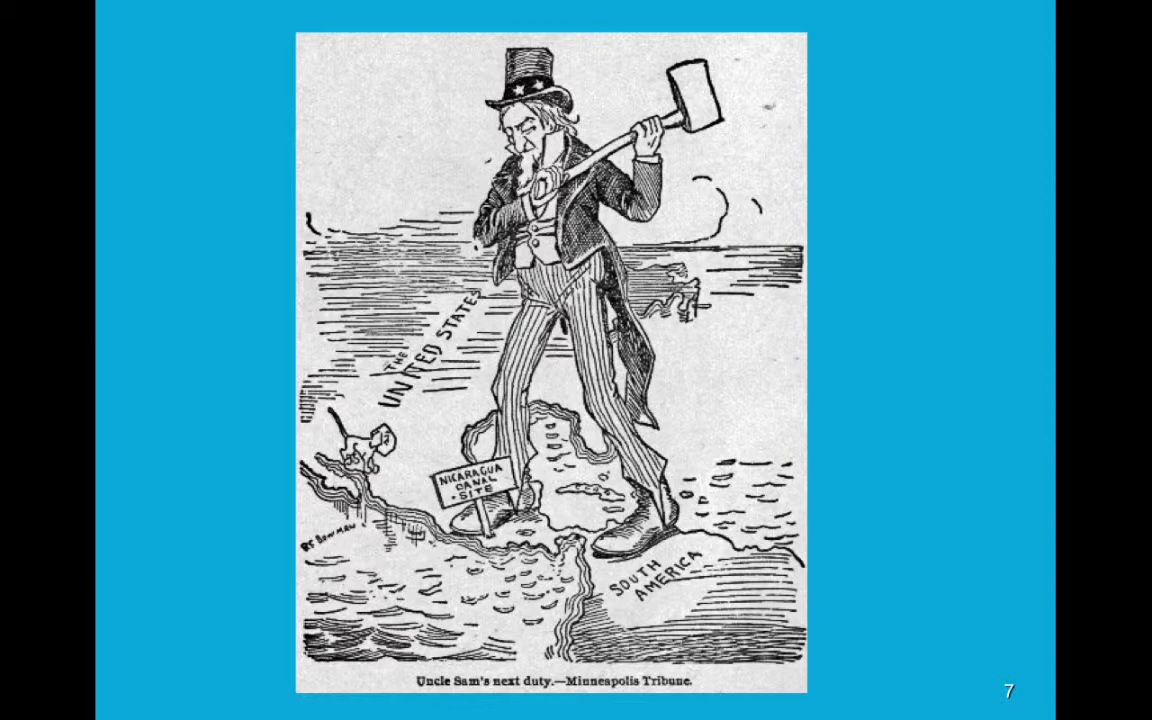 THE
UNITED STATES
NICARAGUA
CANAL
SITE
SOUTH
AMERICA
Uncle Sam's next duty.—Minneapolis Tribune.
7